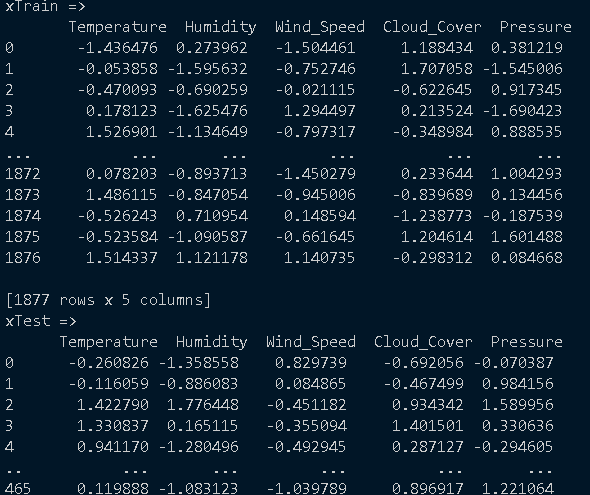 xTrain =>
Temperature Humidity Wind_Speed Cloud_Cover Pressure
0 -1.436476 0.273962 -1.504461 1.188434 0.381219
1 -0.053858 -1.595632 -0.752746 1.707058 -1.545006
2 -0.470093 -0.690259 -0.021115 -0.622645 0.917345
3 0.178123 -1.625476 1.294497 0.213524 -1.690423
4 1.526901 -1.134649 -0.797317 -0.348984 0.888535
... ... ... ... ... ...
1872 0.078203 -0.893713 -1.450279 0.233644 1.004293
1873 1.486115 -0.847054 -0.945006 -0.839689 0.134456
1874 -0.526243 0.710954 0.148594 -1.238773 -0.187539
1875 -0.523584 -1.090587 -0.661645 1.204614 1.601488
1876 1.514337 1.121178 1.140735 -0.298312 0.084668
[1877 rows x 5 columns]
xTest =>
Temperature Humidity Wind_Speed Cloud_Cover Pressure
0 -0.260826 -1.358558 0.829739 -0.692056 -0.070387
1 -0.116059 -0.886083 0.084865 -0.467499 0.984156
2 1.422790 1.776448 -0.451182 0.934342 1.589956
3 1.330837 0.165115 -0.355094 1.401501 0.330636
4 0.941170 -1.280496 -0.492945 0.287127 -0.294605
.. ... ... ... ... ...
465 0.119888 -1.083123 -1.039789 0.896917 1.221064